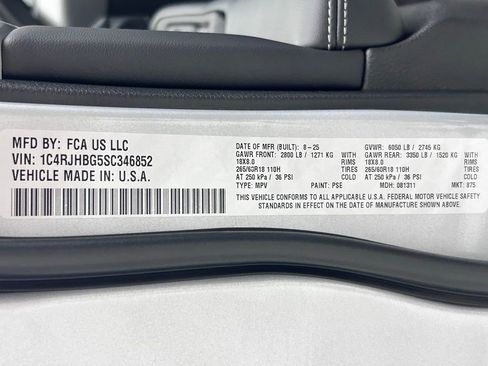 MFD BY: FCA US LLC
VIN: 1C4RJHBG5SC346852
VEHICLE MADE IN: U.S.A.
DATE OF MFR (BUILT): 8-25 GVWR: 6050 LB / 2745 KG
GAWR FRONT: 2800 LB / 1271 KG GAWR REAR: 3350 LB / 1520 KG
18X8.0 RIMS 18X8.0 RIMS
265/60R18 110H TIRES 265/60R18 110H TIRES
AT 250 kPa / 36 PSI AT 250 kPa / 36 PSI
TYPE: MPV PAINT: PSE MDH: 081311 MKT: 875
THIS VEHICLE CONFORMS TO ALL APPLICABLE U.S.A. FEDERAL MOTOR VEHICLE SAFETY
STANDARDS IN EFFECT ON THE DATE OF MANUFACTURE SHOWN ABOVE.